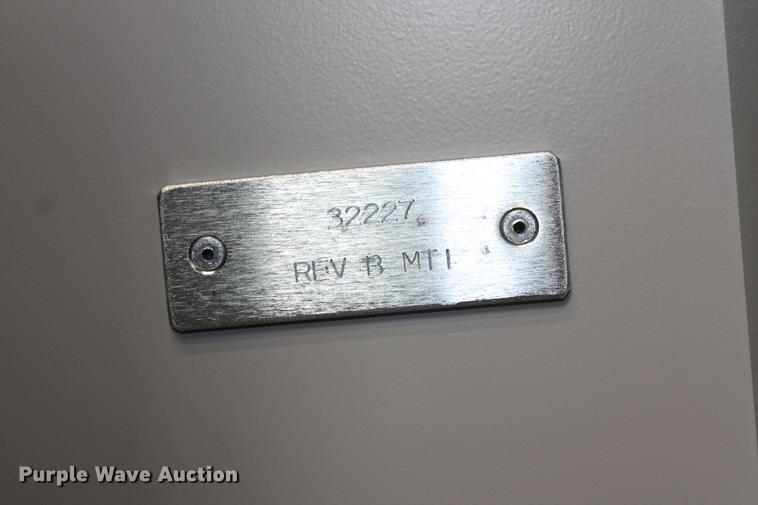 32227
REV B MTI
Purple Wave Auction